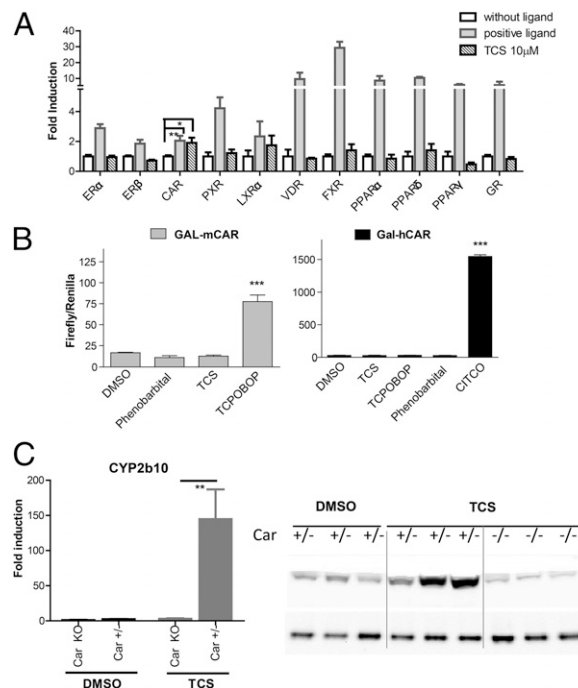 A
without ligand
positive ligand
TCS 10μM
Fold Induction
40
30
20
10
4
2
0
* 
**
ERα ERβ CAR PXR LXRα VDR FXR PPARα PPARδ PPARγ GR
B
GAL-mCAR
Gal-hCAR
Firefly/Renilla
125
100
75
50
25
0
***
DMSO Phenobarbital TCS TCPOBOP
1500
1000
500
0
***
DMSO TCS TCPOBOP Phenobarbital CITCO
C
CYP2b10
Fold induction
200
150
100
50
0
**
Car KO Car +/- Car KO Car +/-
DMSO TCS
DMSO TCS
Car +/- +/- +/- +/- +/- +/- -/- -/- -/-